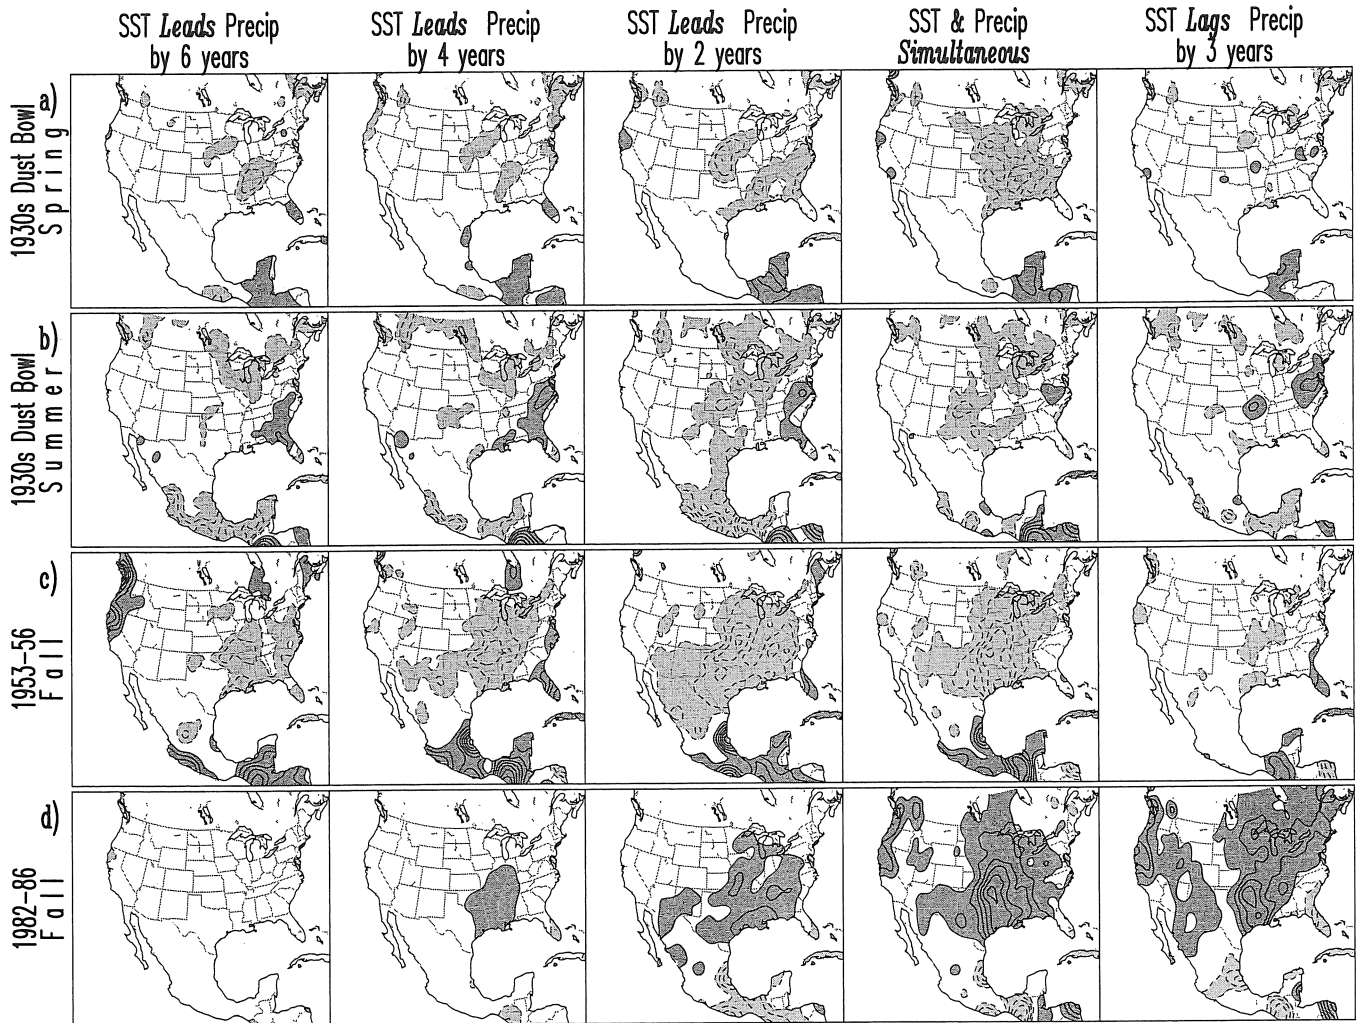 SST Leads Precip
by 6 years
SST Leads Precip
by 4 years
SST Leads Precip
by 2 years
SST & Precip
Simultaneous
SST Lags Precip
by 3 years
a)
1930s Dust Bowl
Spring
b)
1930s Dust Bowl
Summer
c)
1953-56
Fall
d)
1982-86
Fall